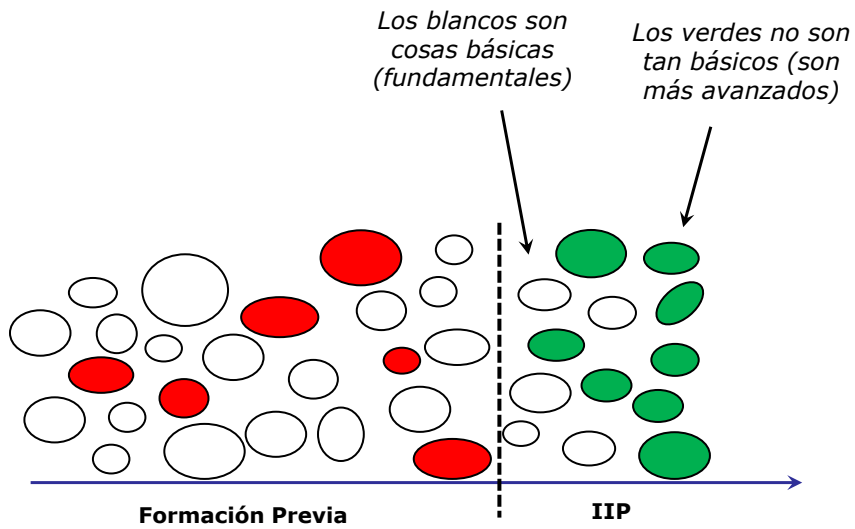 Los blancos son
cosas básicas
(fundamentales)
Los verdes no son
tan básicos (son
más avanzados)
Formación Previa
IIP